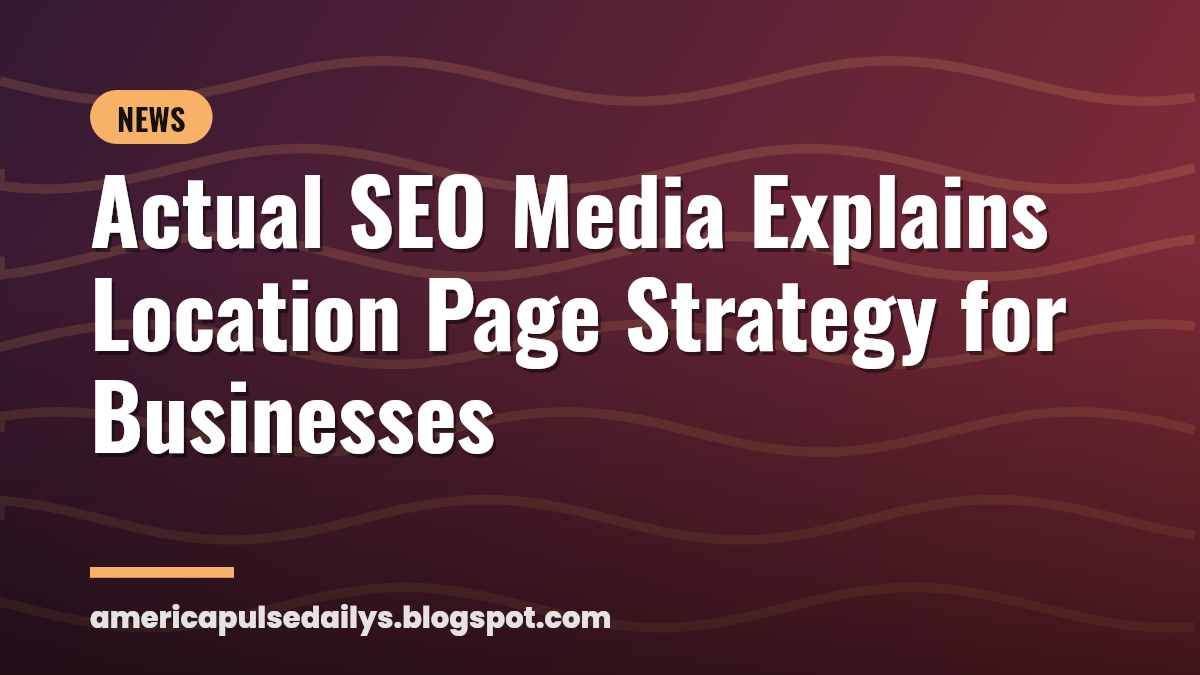 NEWS
Actual SEO Media Explains
Location Page Strategy for
Businesses
americapulsedailys.blogspot.com